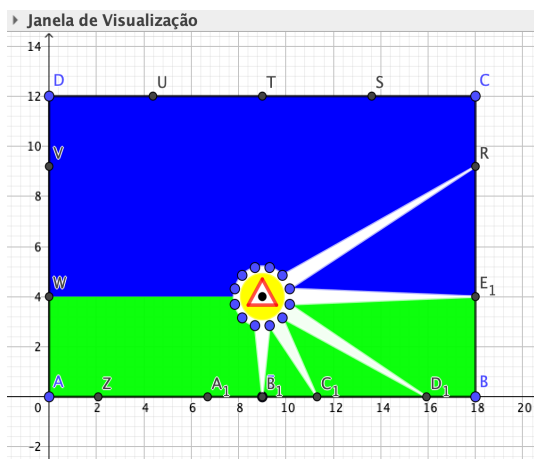 Janela de Visualização
14
D U T S C
12
V
10
R
8
6
W
4
E₁
2
A Z A₁ B₁ C₁ D₁ B
0 2 4 6 8 10 12 14 16 18 20
-2